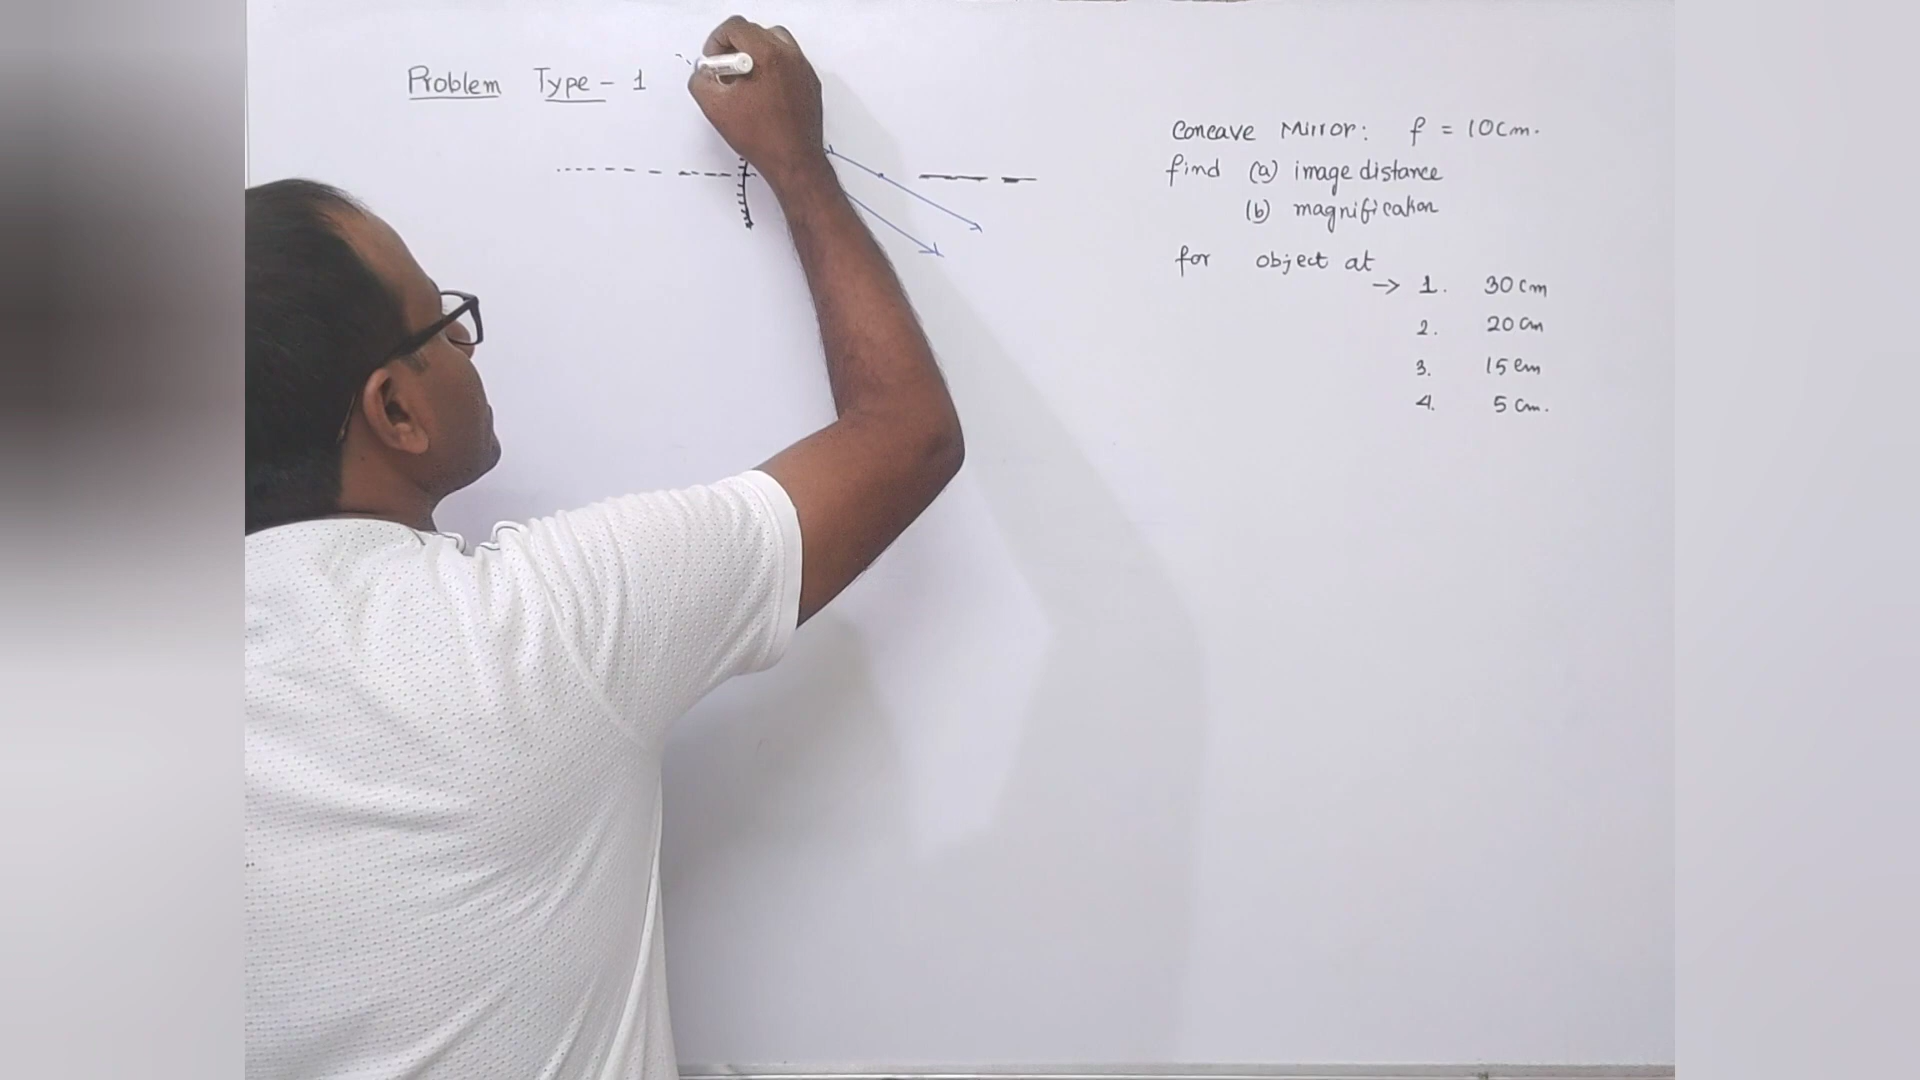 Problem Type - 1
Concave Mirror: f = 10cm.
find (a) image distance
(b) magnification
for object at
→ 1. 30 cm
2. 20 cm
3. 15 cm
4. 5 cm.